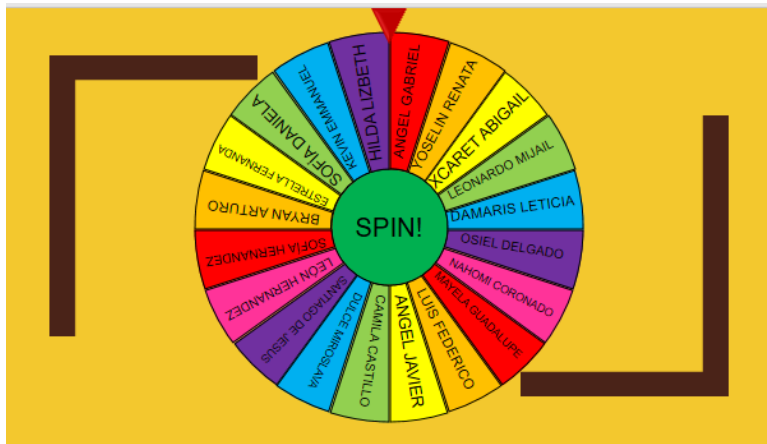 ANGEL GABRIEL
YOSELIN RENATA
XCARET ABIGAIL
LEONARDO MIJAIL
DAMARIS LETICIA
OSIEL DELGADO
NAHOMI CORONADO
MAYELA GUADALUPE
LUIS FEDERICO
ANGEL JAVIER
CAMILA CASTILLO
DULCE MIROSLAVA
SANTIAGO DE JESUS
LEÓN HERNANDEZ
SOFÍA HERNANDEZ
BRYAN ARTURO
ESTRELLA FERNANDA
SOFÍA DANIELA
KEVIN EMMANUEL
HILDA LIZBETH
SPIN!